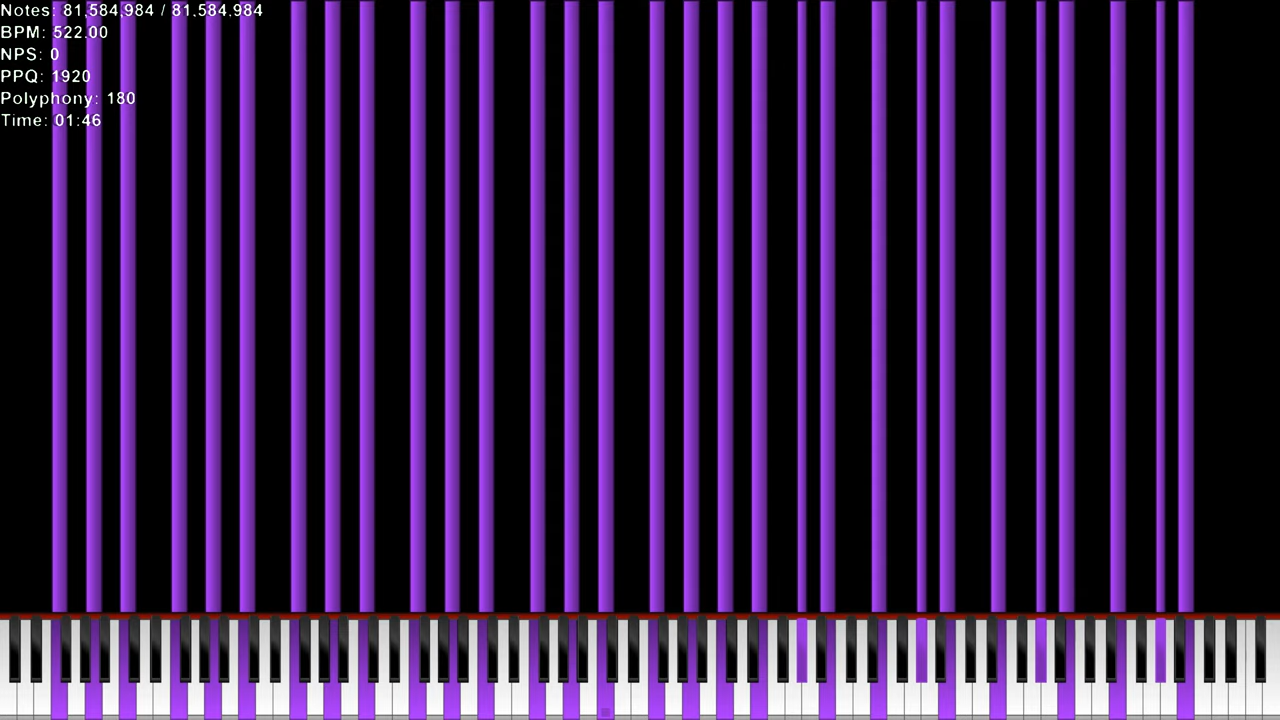 Notes: 81,584,984 / 81,584,984
BPM: 522.00
NPS: 0
PPQ: 1920
Polyphony: 180
Time: 01:46